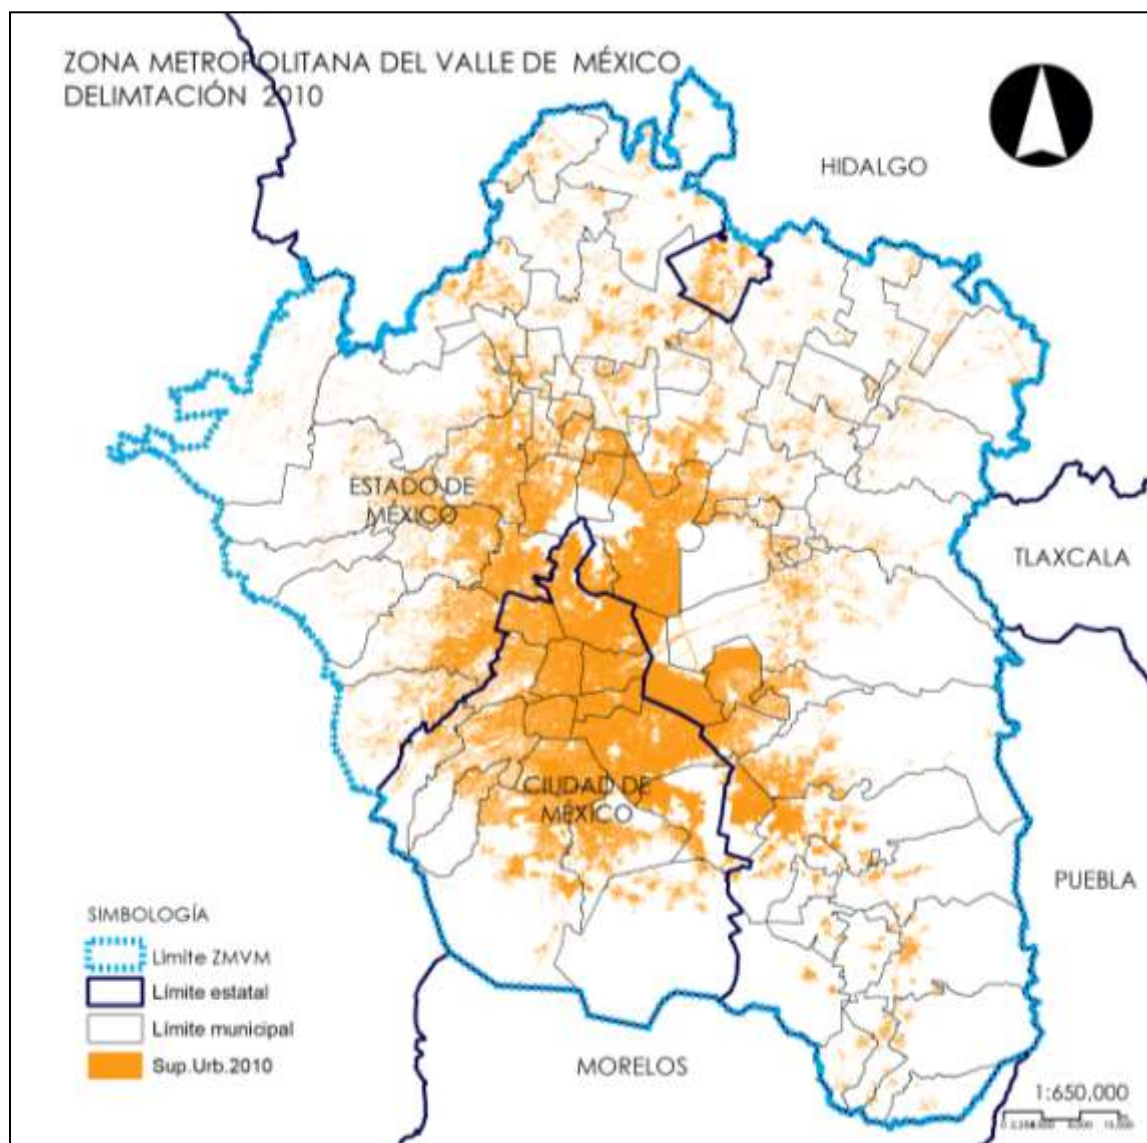 ZONA METROPOLITANA DEL VALLE DE MÉXICO
DELIMTACIÓN 2010
HIDALGO
ESTADO DE
MÉXICO
TLAXCALA
CIUDAD DE
MÉXICO
PUEBLA
SIMBOLOGÍA
Límite ZMVM
Límite estatal
Límite municipal
Sup.Urb.2010
MORELOS
1:650,000